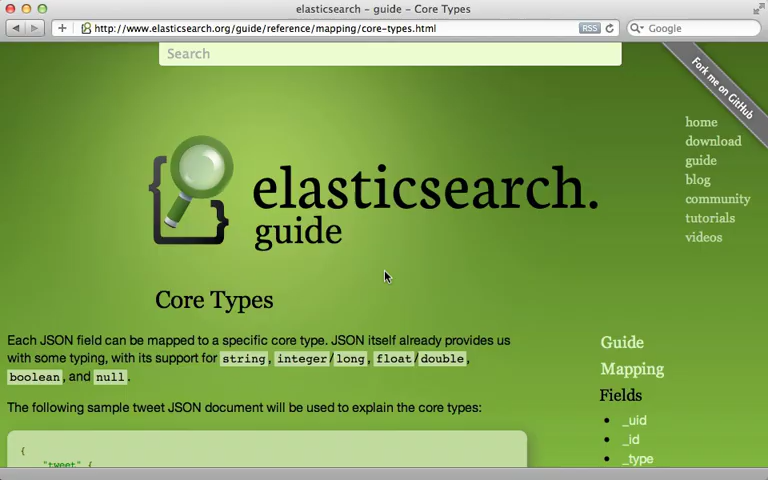 elasticsearch - guide - Core Types
http://www.elasticsearch.org/guide/reference/mapping/core-types.html
RSS
Google
Search
Fork me on GitHub
home
download
guide
blog
community
tutorials
videos
elasticsearch.
guide
Core Types
Each JSON field can be mapped to a specific core type. JSON itself already provides us
with some typing, with its support for string, integer/long, float/double,
boolean, and null.
The following sample tweet JSON document will be used to explain the core types:
{
"tweet" {
Guide
Mapping
Fields
_uid
_id
_type